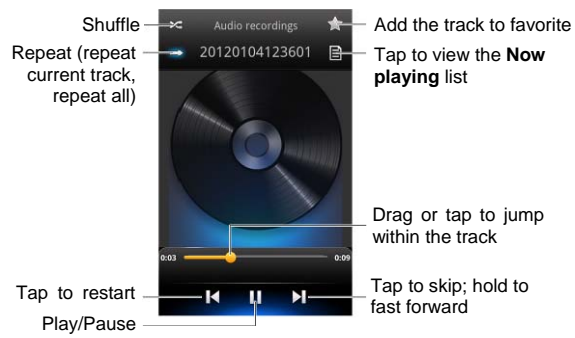 Shuffle
Audio recordings
Add the track to favorite
Repeat (repeat
current track,
repeat all)
20120104123601
Tap to view the Now
playing list
Drag or tap to jump
within the track
0:03
0:09
Tap to restart
Tap to skip; hold to
fast forward
Play/Pause